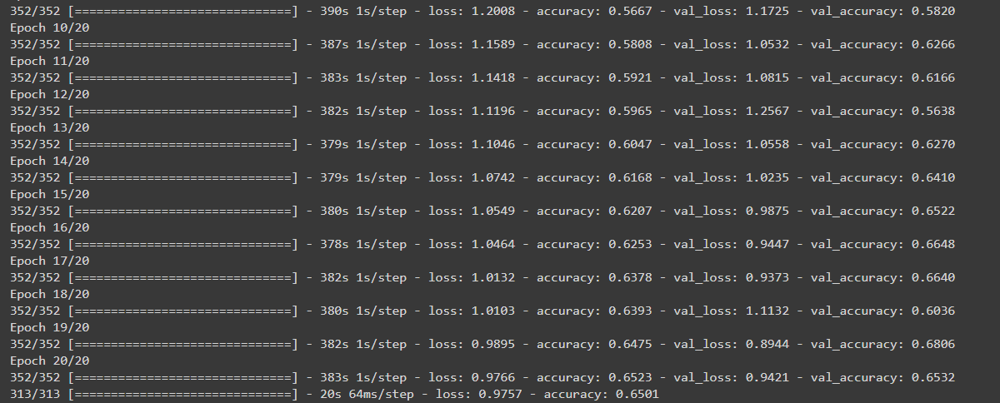 352/352 [==============================] - 390s 1s/step - loss: 1.2008 - accuracy: 0.5667 - val_loss: 1.1725 - val_accuracy: 0.5820
Epoch 10/20
352/352 [==============================] - 387s 1s/step - loss: 1.1589 - accuracy: 0.5808 - val_loss: 1.0532 - val_accuracy: 0.6266
Epoch 11/20
352/352 [==============================] - 383s 1s/step - loss: 1.1418 - accuracy: 0.5921 - val_loss: 1.0815 - val_accuracy: 0.6166
Epoch 12/20
352/352 [==============================] - 382s 1s/step - loss: 1.1196 - accuracy: 0.5965 - val_loss: 1.2567 - val_accuracy: 0.5638
Epoch 13/20
352/352 [==============================] - 379s 1s/step - loss: 1.1046 - accuracy: 0.6047 - val_loss: 1.0558 - val_accuracy: 0.6270
Epoch 14/20
352/352 [==============================] - 379s 1s/step - loss: 1.0742 - accuracy: 0.6168 - val_loss: 1.0235 - val_accuracy: 0.6410
Epoch 15/20
352/352 [==============================] - 380s 1s/step - loss: 1.0549 - accuracy: 0.6207 - val_loss: 0.9875 - val_accuracy: 0.6522
Epoch 16/20
352/352 [==============================] - 378s 1s/step - loss: 1.0464 - accuracy: 0.6253 - val_loss: 0.9447 - val_accuracy: 0.6648
Epoch 17/20
352/352 [==============================] - 382s 1s/step - loss: 1.0132 - accuracy: 0.6378 - val_loss: 0.9373 - val_accuracy: 0.6640
Epoch 18/20
352/352 [==============================] - 380s 1s/step - loss: 1.0103 - accuracy: 0.6393 - val_loss: 1.1132 - val_accuracy: 0.6036
Epoch 19/20
352/352 [==============================] - 382s 1s/step - loss: 0.9895 - accuracy: 0.6475 - val_loss: 0.8944 - val_accuracy: 0.6806
Epoch 20/20
352/352 [==============================] - 383s 1s/step - loss: 0.9766 - accuracy: 0.6523 - val_loss: 0.9421 - val_accuracy: 0.6532
313/313 [==============================] - 20s 64ms/step - loss: 0.9757 - accuracy: 0.6501